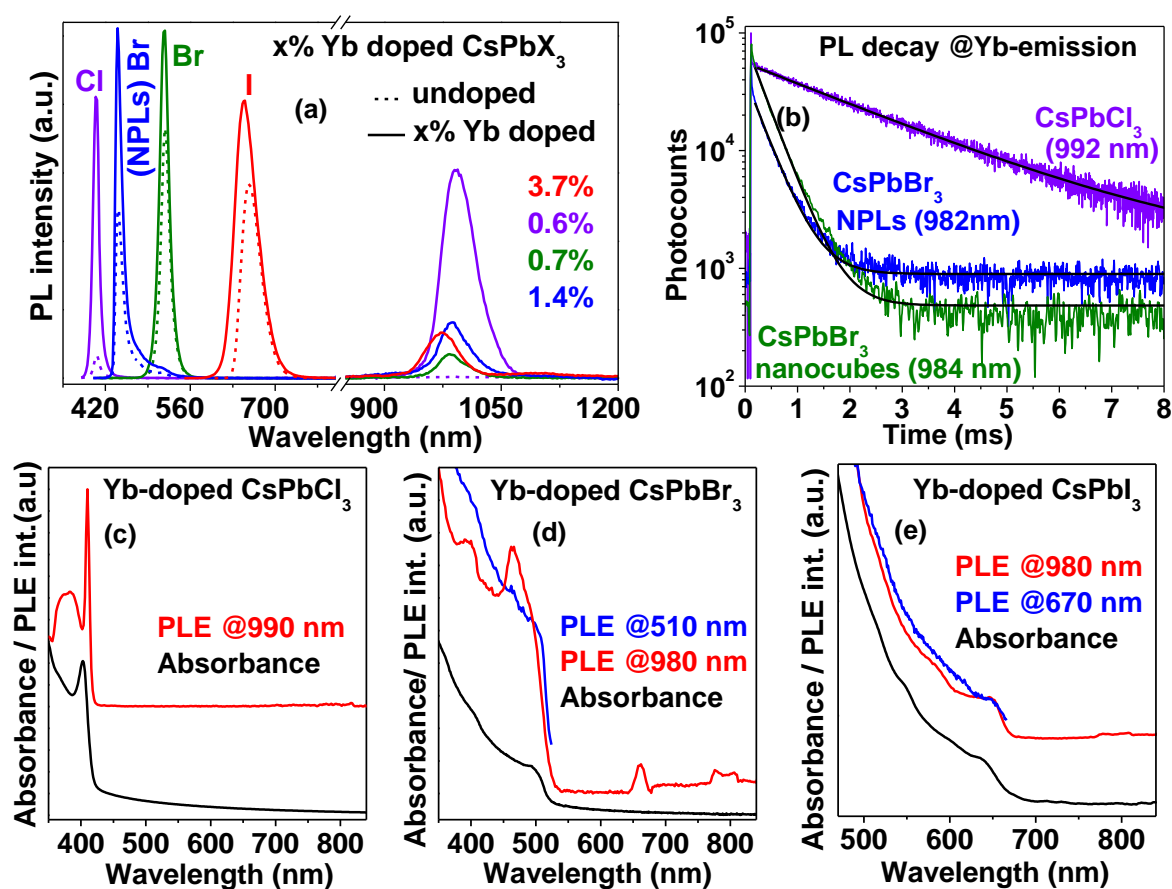 x% Yb doped CsPbX3
Cl
(NPLs) Br
Br
I
(a)
undoped
x% Yb doped
3.7%
0.6%
0.7%
1.4%
PL intensity (a.u.)
420 560 700 900 1050 1200
Wavelength (nm)
PL decay @Yb-emission
(b)
CsPbCl3
(992 nm)
CsPbBr3
NPLs (982nm)
CsPbBr3
nanocubes (984 nm)
Photocounts
10^5
10^4
10^3
10^2
0 1 2 3 4 5 6 7 8
Time (ms)
Yb-doped CsPbCl3
(c)
PLE @990 nm
Absorbance
Absorbance / PLE int.(a.u)
400 500 600 700 800
Wavelength (nm)
Yb-doped CsPbBr3
(d)
PLE @510 nm
PLE @980 nm
Absorbance
Absorbance/ PLE int. (a.u.)
400 500 600 700 800
Wavelength (nm)
Yb-doped CsPbI3
(e)
PLE @980 nm
PLE @670 nm
Absorbance
Absorbance / PLE int. (a.u.)
500 600 700 800
Wavelength (nm)